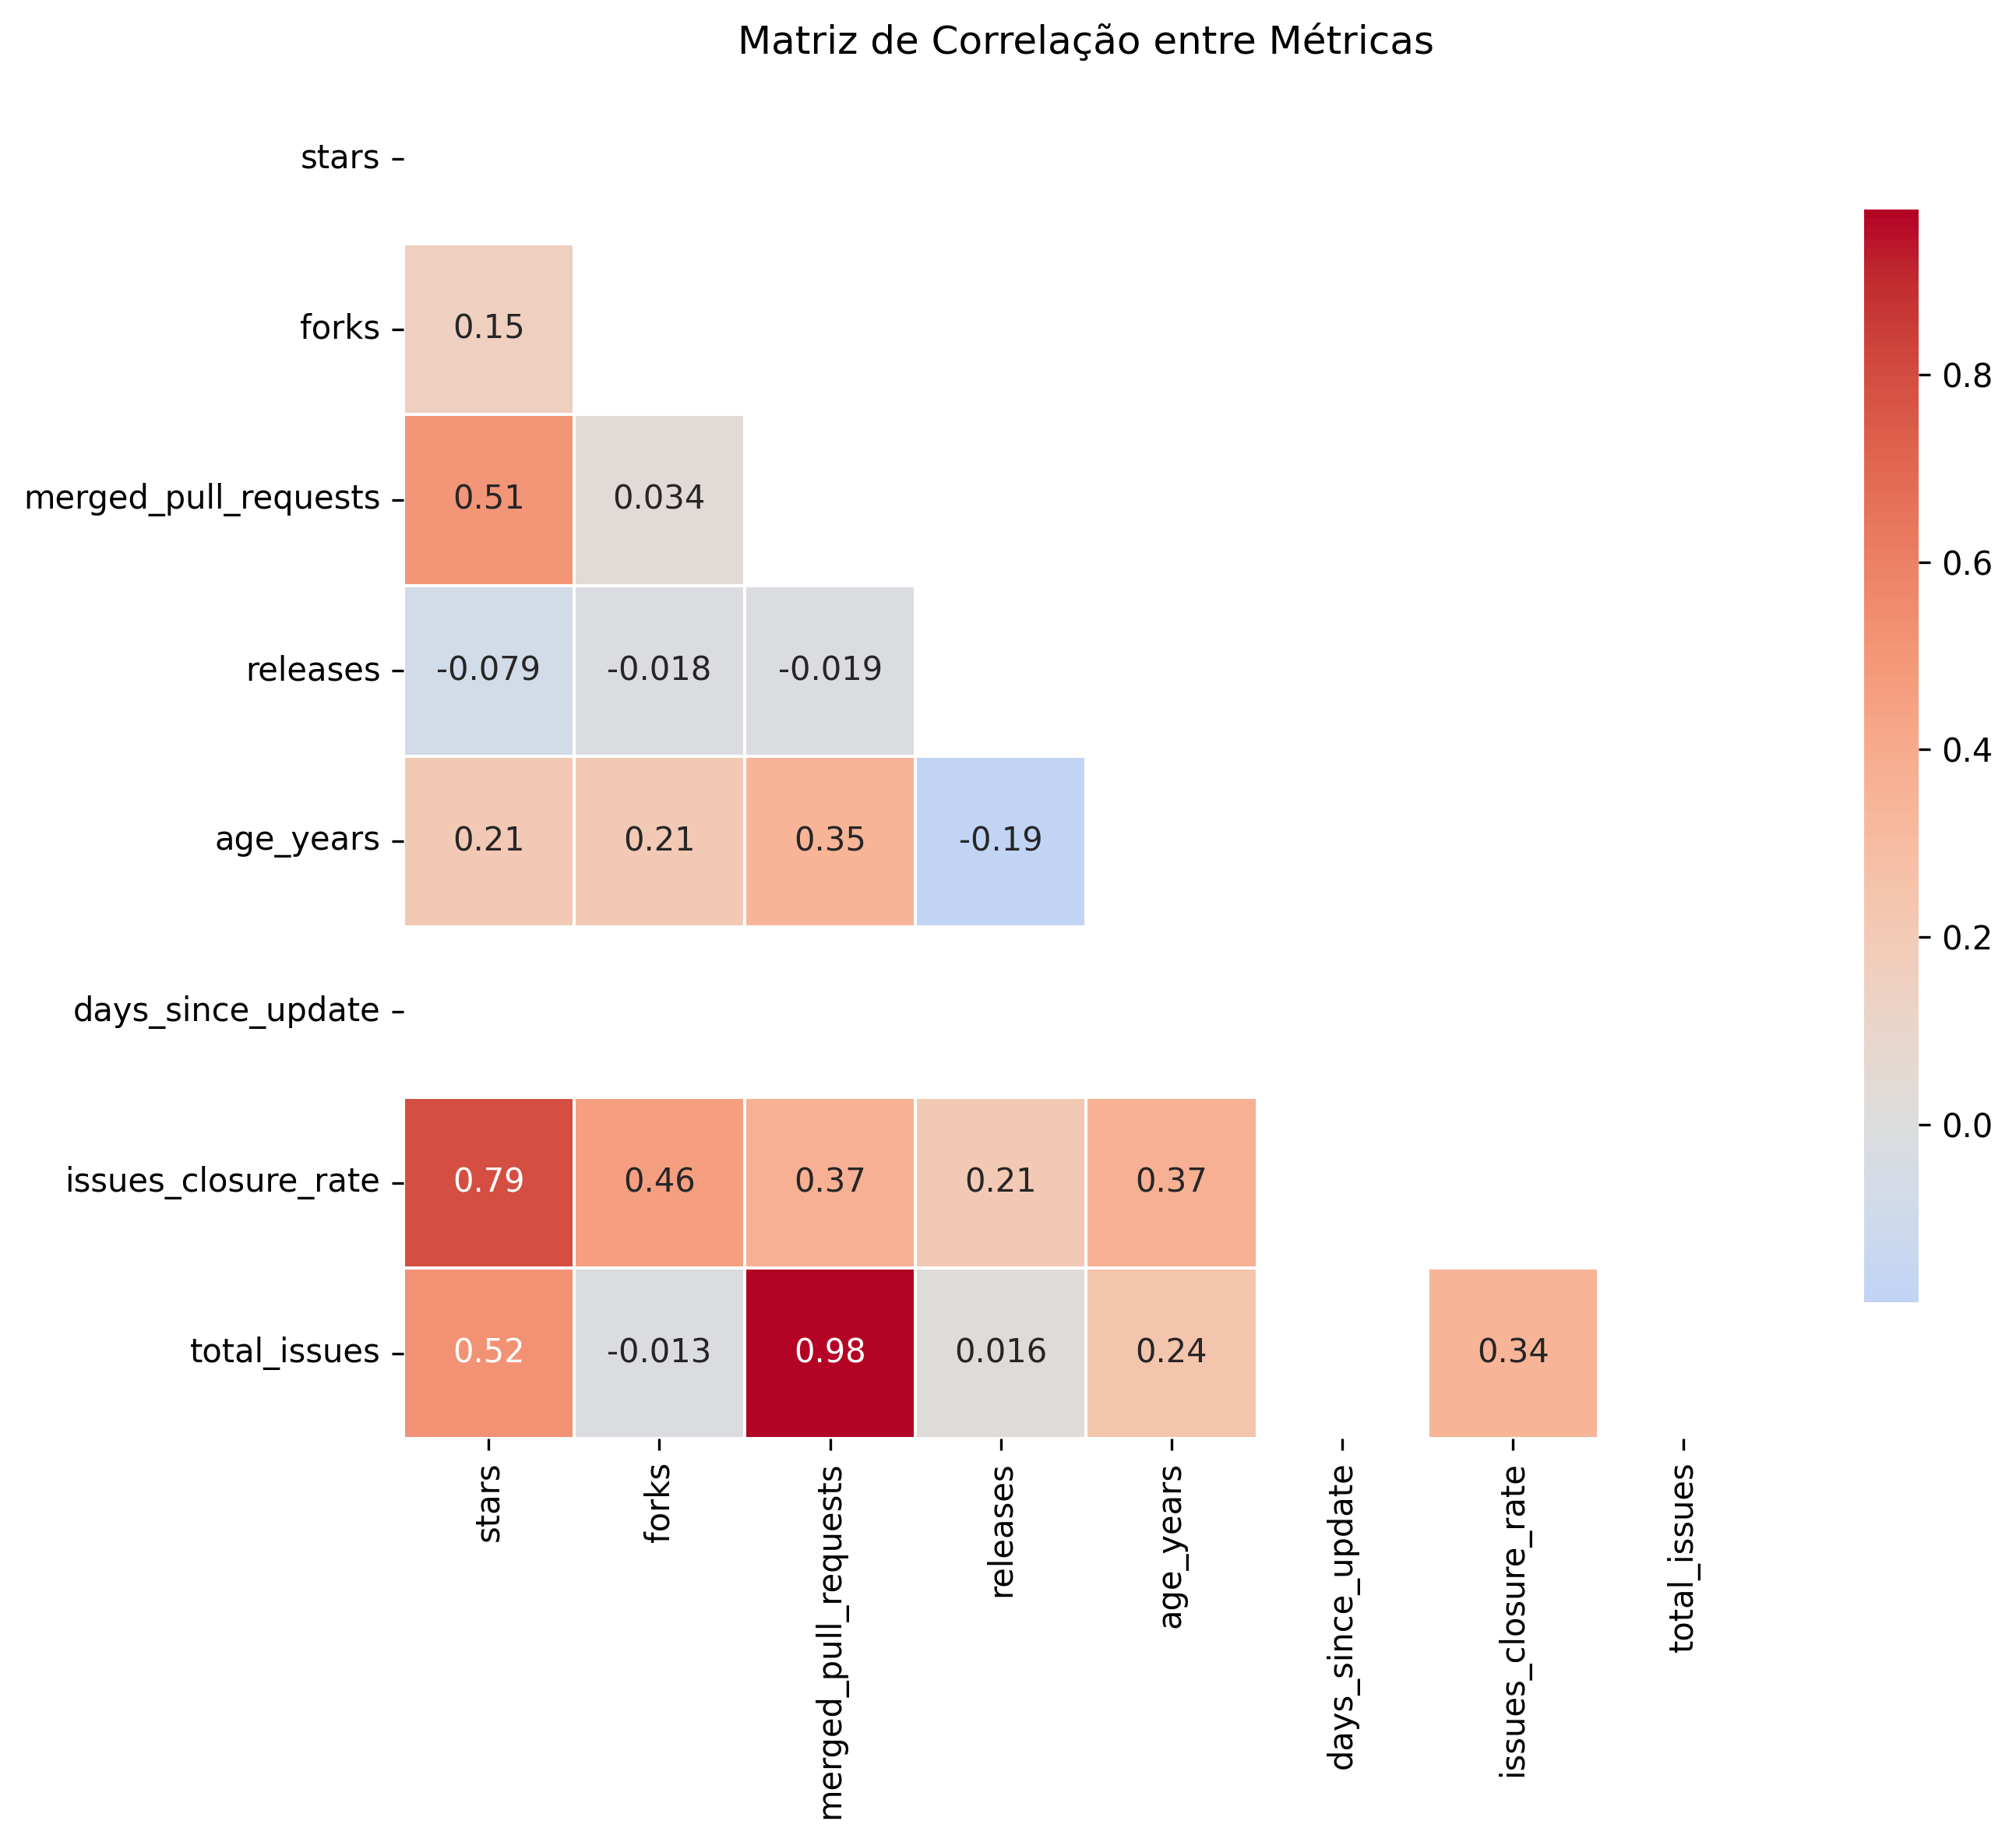 Matriz de Correlação entre Métricas
stars
forks
0.15
merged_pull_requests
0.51 0.034
releases
-0.079 -0.018 -0.019
age_years
0.21 0.21 0.35 -0.19
days_since_update
issues_closure_rate
0.79 0.46 0.37 0.21 0.37
total_issues
0.52 -0.013 0.98 0.016 0.24 0.34
stars
forks
merged_pull_requests
releases
age_years
days_since_update
issues_closure_rate
total_issues
0.8
0.6
0.4
0.2
0.0